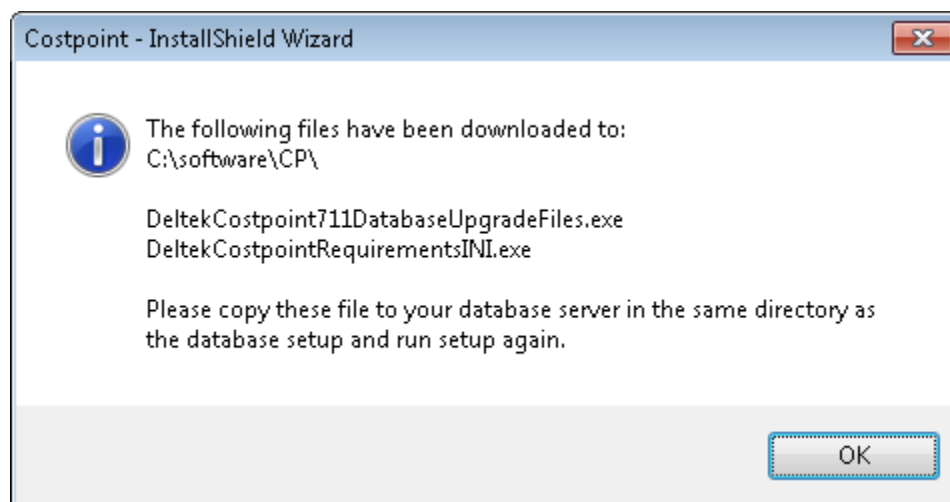 Costpoint - InstallShield Wizard
The following files have been downloaded to:
C:\software\CP\
DeltekCostpoint711DatabaseUpgradeFiles.exe
DeltekCostpointRequirementsINI.exe
Please copy these file to your database server in the same directory as
the database setup and run setup again.
OK